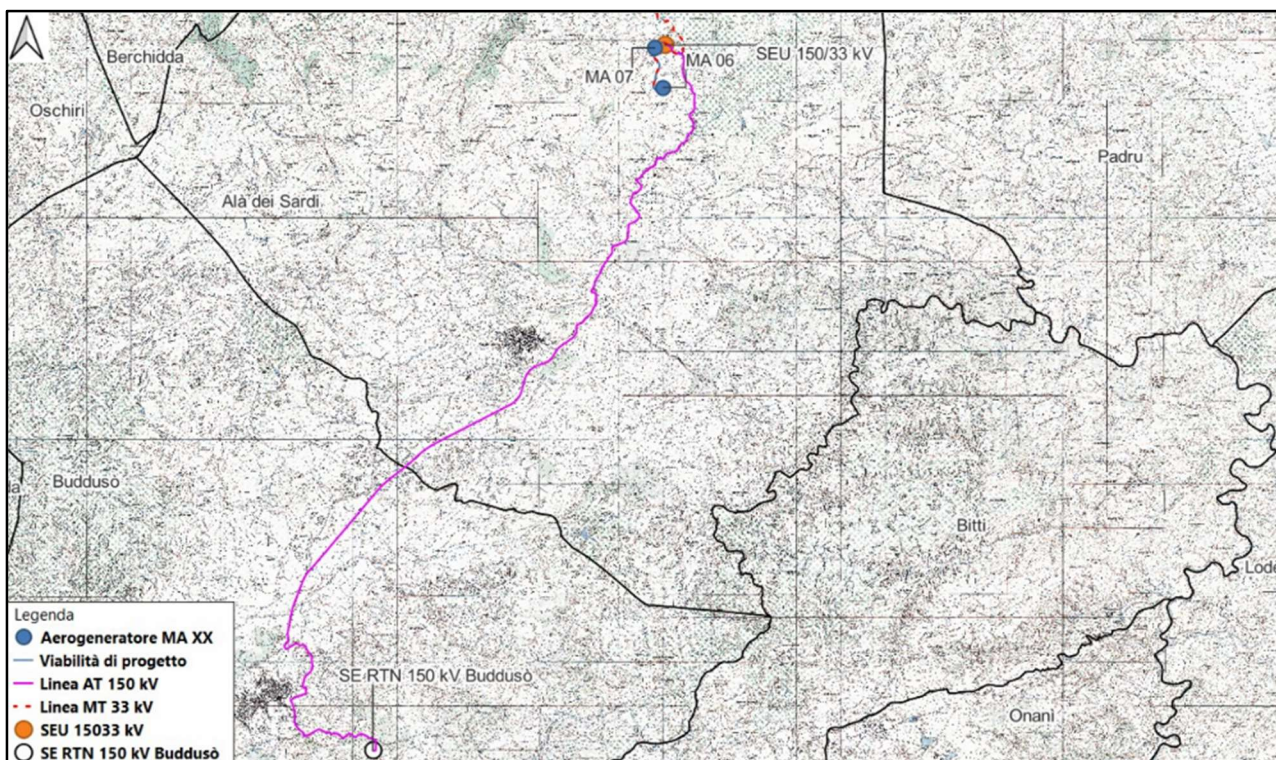 Berchidda
SEU 150/33 kV
MA 06
MA 07
Oschiri
Padru
Alà dei Sardi
Buddusò
Bitti
Lode
Legenda
Aerogeneratore MA XX
Viabilità di progetto
Linea AT 150 kV
SE RTN 150 kV Buddusò
Linea MT 33 kV
Onanì
SEU 15033 kV
SE RTN 150 kV Buddusò